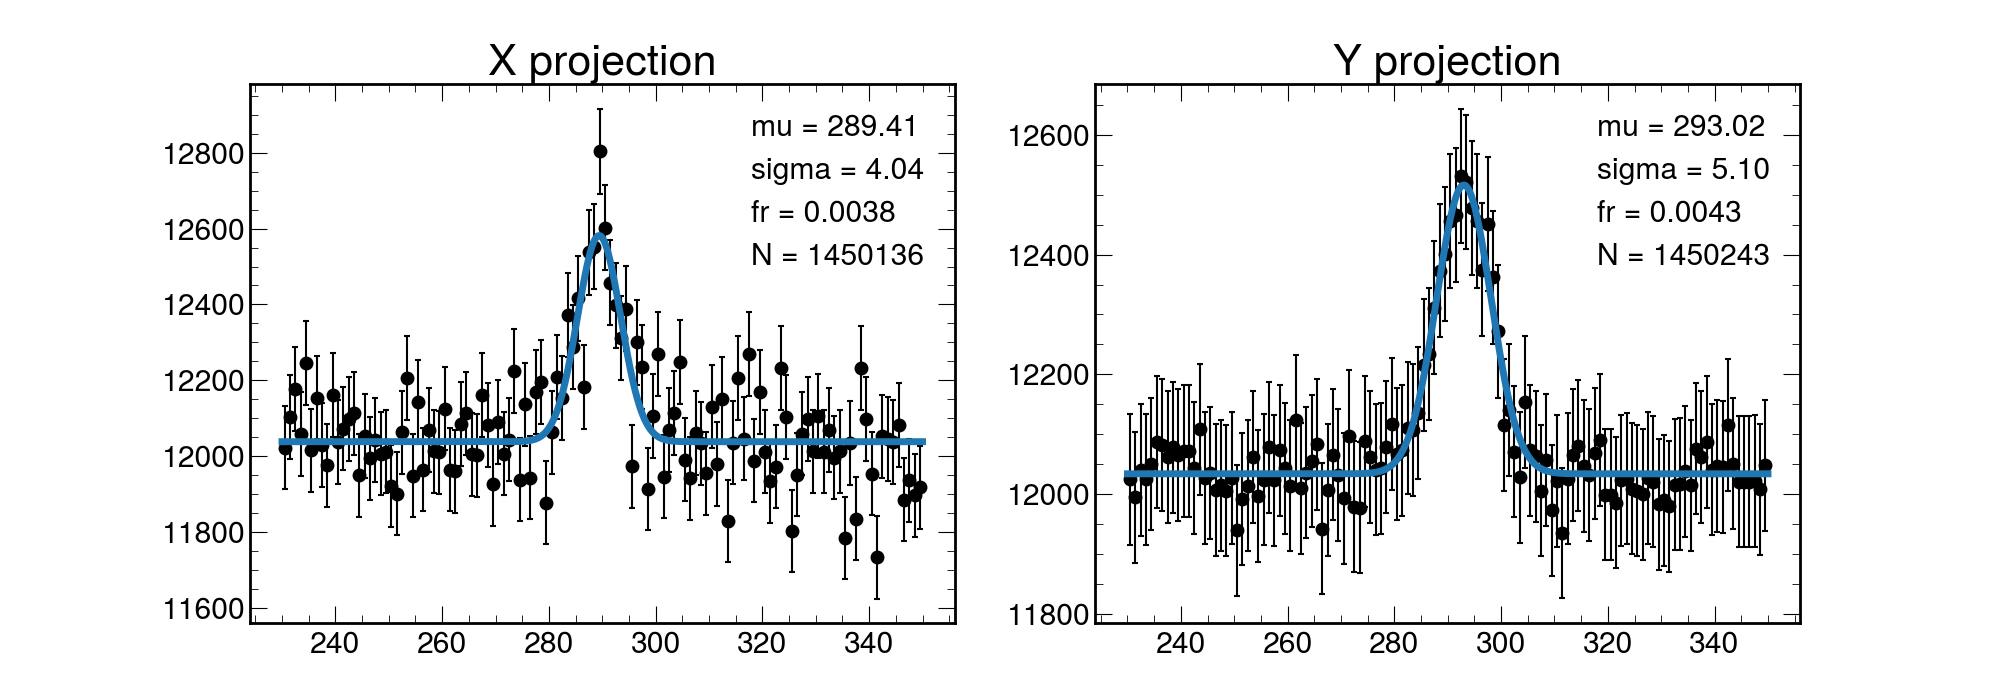 X projection
mu = 289.41
sigma = 4.04
fr = 0.0038
N = 1450136
12800
12600
12400
12200
12000
11800
11600
240 260 280 300 320 340
Y projection
mu = 293.02
sigma = 5.10
fr = 0.0043
N = 1450243
12600
12400
12200
12000
11800
240 260 280 300 320 340